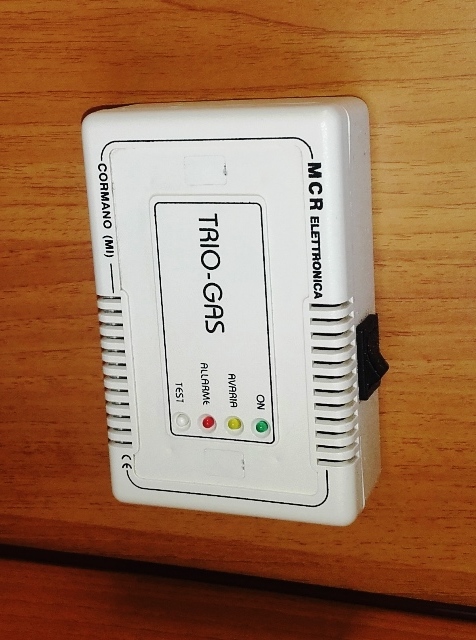 MCR ELETTRONICA
TRIO-GAS
ON
AVARIA
ALLARME
TEST
CORMANO (MI)
CE